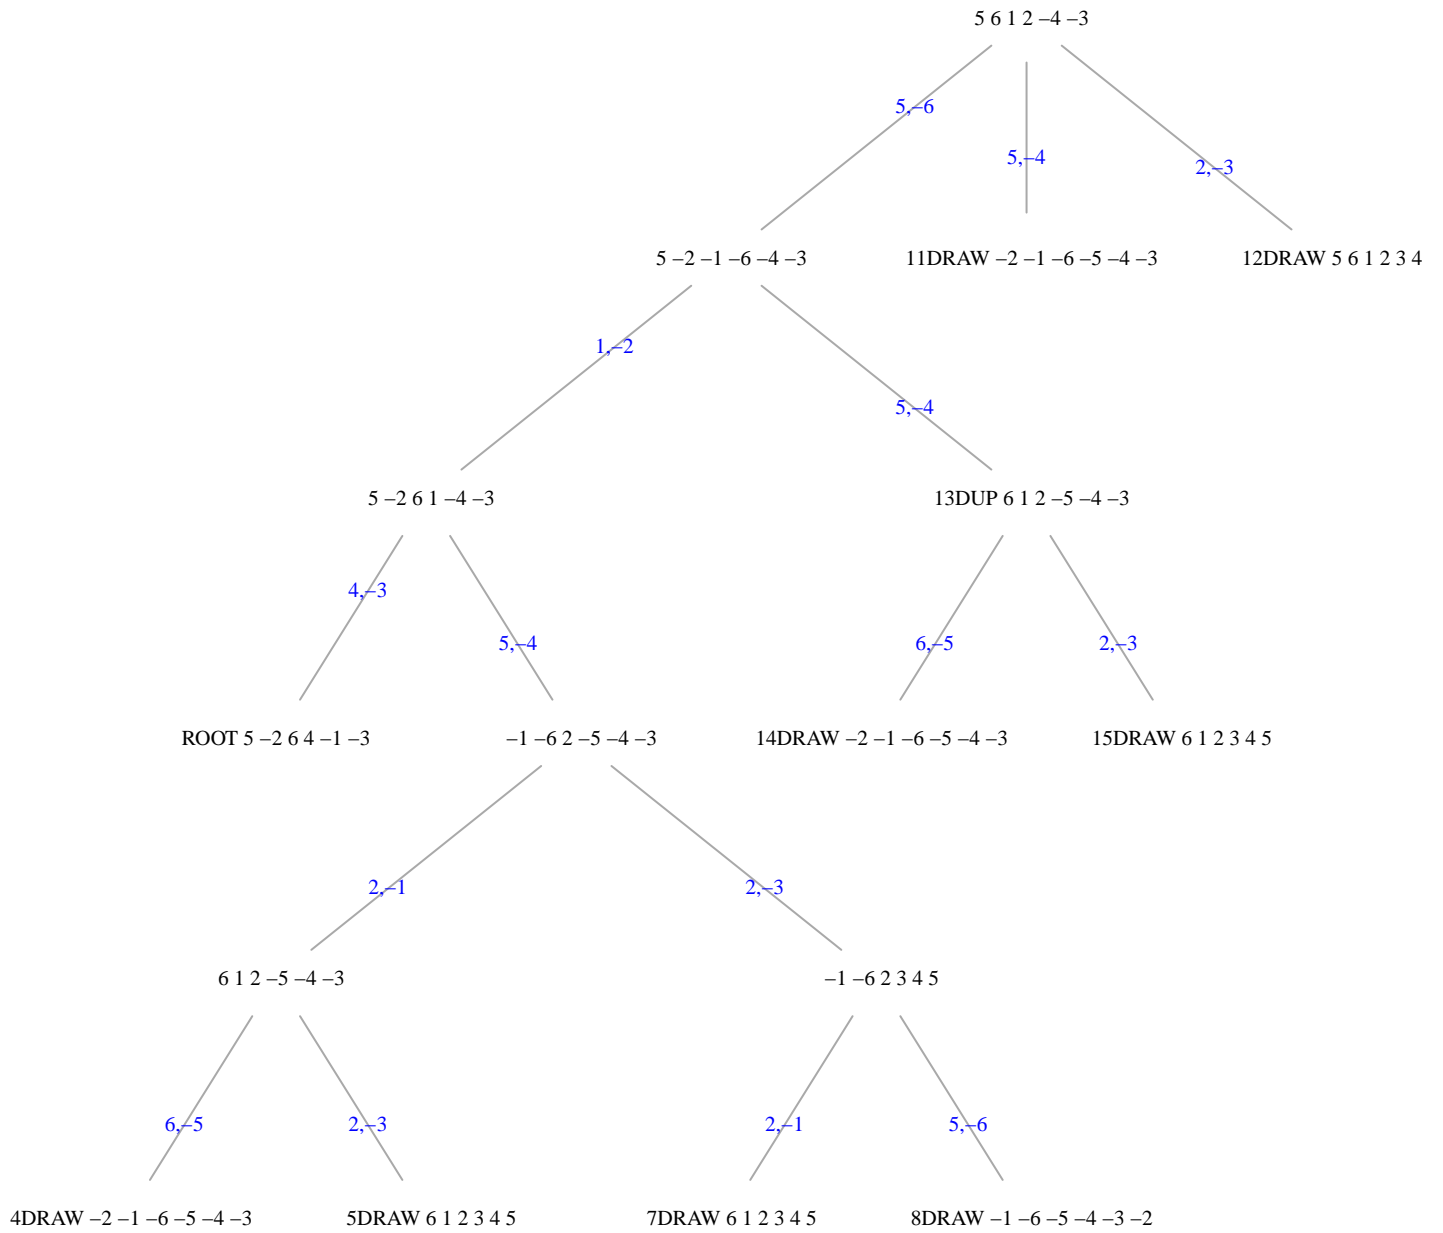 5 6 1 2 –4 –3
5,–6
5,–4
2,–3
5 –2 –1 –6 –4 –3
11DRAW –2 –1 –6 –5 –4 –3
12DRAW 5 6 1 2 3 4
1,–2
5,–4
5 –2 6 1 –4 –3
13DUP 6 1 2 –5 –4 –3
4,–3
5,–4
6,–5
2,–3
ROOT 5 –2 6 4 –1 –3
–1 –6 2 –5 –4 –3
14DRAW –2 –1 –6 –5 –4 –3
15DRAW 6 1 2 3 4 5
2,–1
2,–3
6 1 2 –5 –4 –3
–1 –6 2 3 4 5
6,–5
2,–3
2,–1
5,–6
4DRAW –2 –1 –6 –5 –4 –3
5DRAW 6 1 2 3 4 5
7DRAW 6 1 2 3 4 5
8DRAW –1 –6 –5 –4 –3 –2